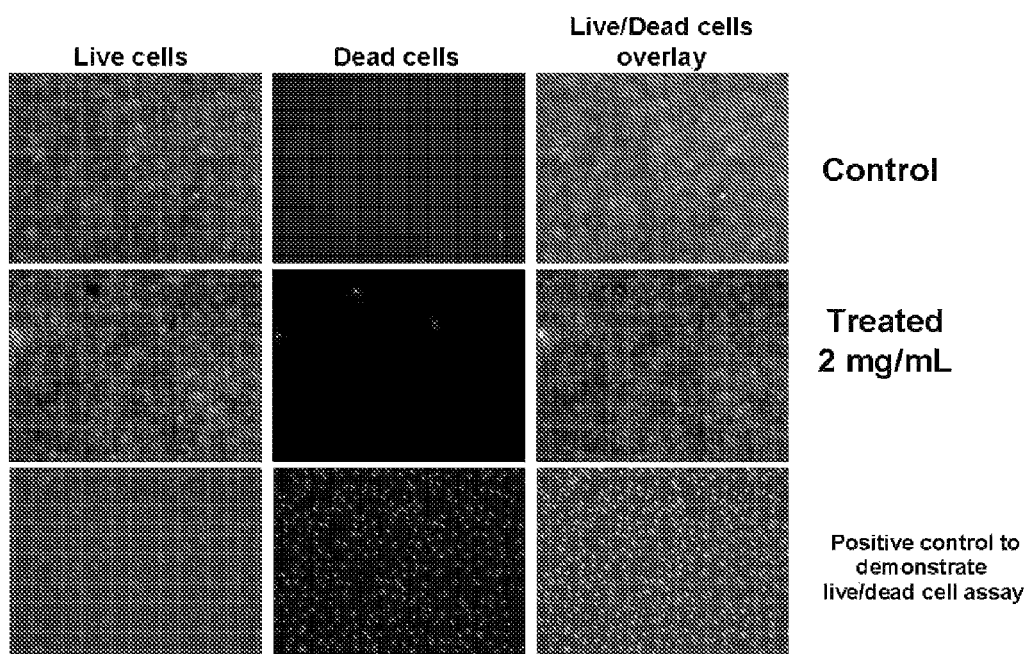 Live cells
Dead cells
Live/Dead cells
overlay
Control
Treated
2 mg/mL
Positive control to
demonstrate
live/dead cell assay